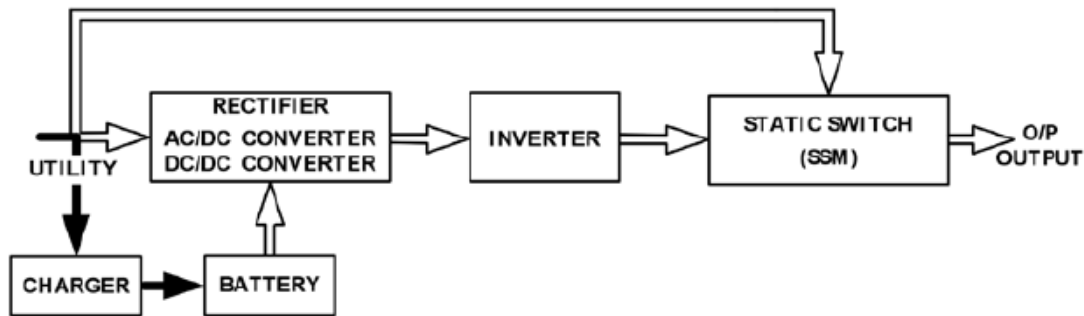 RECTIFIER
AC/DC CONVERTER
DC/DC CONVERTER
INVERTER
STATIC SWITCH
(SSM)
O/P
OUTPUT
UTILITY
CHARGER
BATTERY